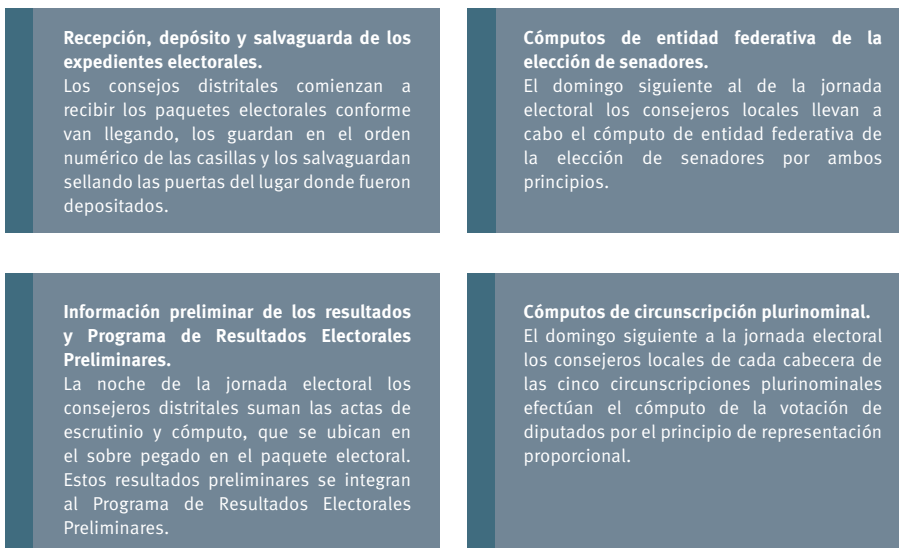 Recepción, depósito y salvaguarda de los
expedientes electorales.
Los consejos distritales comienzan a
recibir los paquetes electorales conforme
van llegando, los guardan en el orden
numérico de las casillas y los salvaguardan
sellando las puertas del lugar donde fueron
depositados.
Cómputos de entidad federativa de la
elección de senadores.
El domingo siguiente al de la jornada
electoral los consejeros locales llevan a
cabo el cómputo de entidad federativa de
la elección de senadores por ambos
principios.
Información preliminar de los resultados
y Programa de Resultados Electorales
Preliminares.
La noche de la jornada electoral los
consejeros distritales suman las actas de
escrutinio y cómputo, que se ubican en
el sobre pegado en el paquete electoral.
Estos resultados preliminares se integran
al Programa de Resultados Electorales
Preliminares.
Cómputos de circunscripción plurinominal.
El domingo siguiente a la jornada electoral
los consejeros locales de cada cabecera de
las cinco circunscripciones plurinominales
efectúan el cómputo de la votación de
diputados por el principio de representación
proporcional.